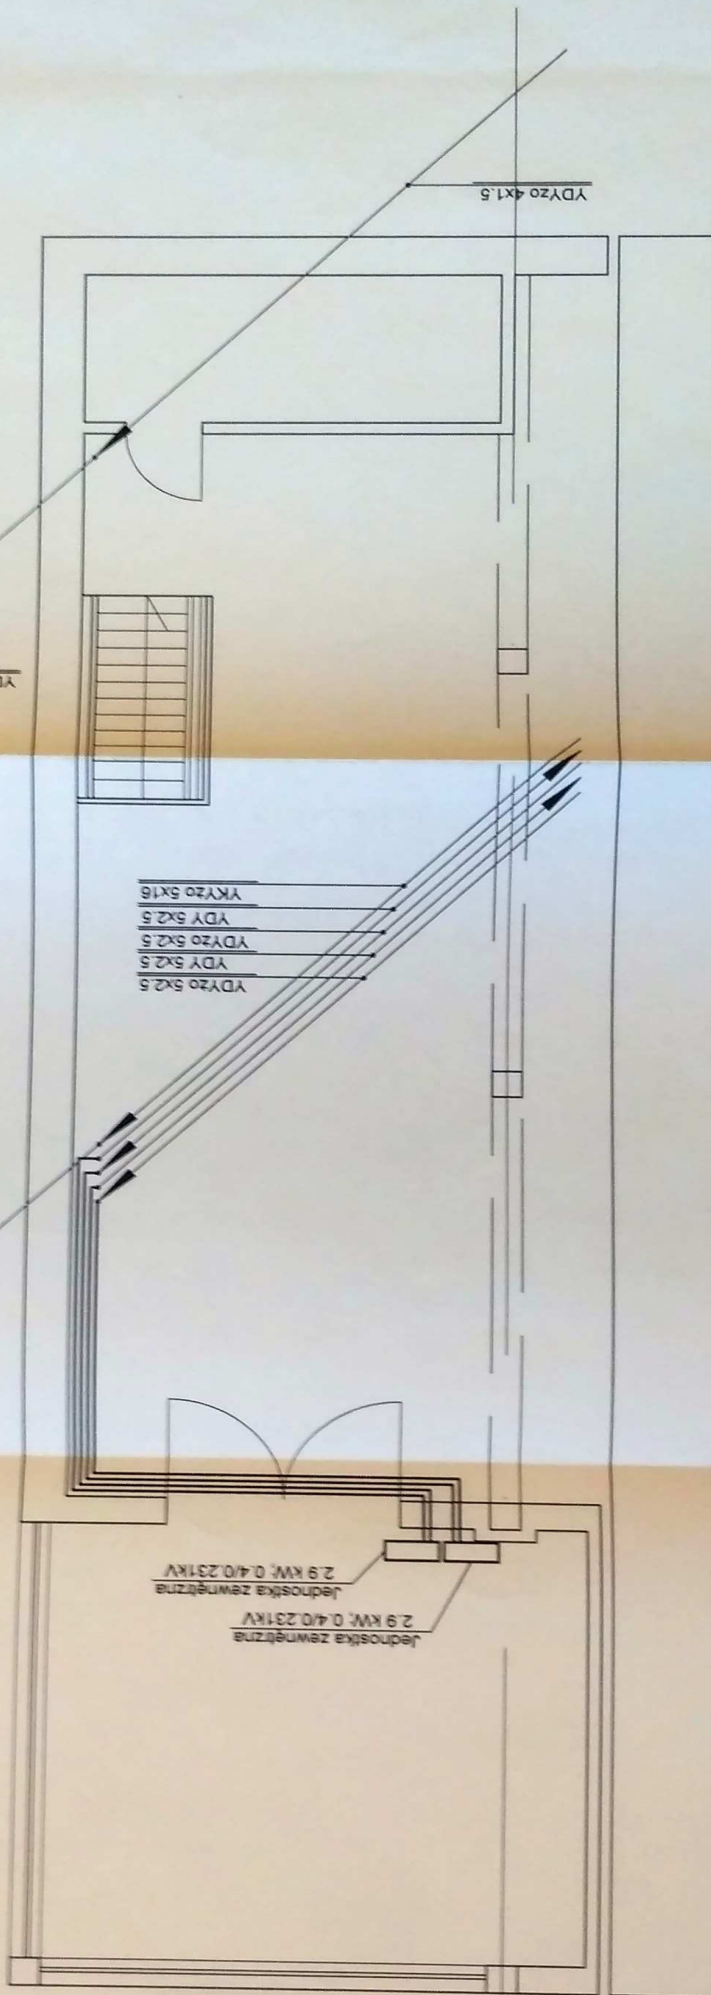 Jednostka zewnętrzna
2.9 kW; 0.4/0.231kV
Jednostka zewnętrzna
2.9 kW; 0.4/0.231kV
YDYżo 5x2.5
YDY 5x2.5
YDYżo 5x2.5
YDY 5x2.5
YKYżo 5x16
YDYżo 4x1.5